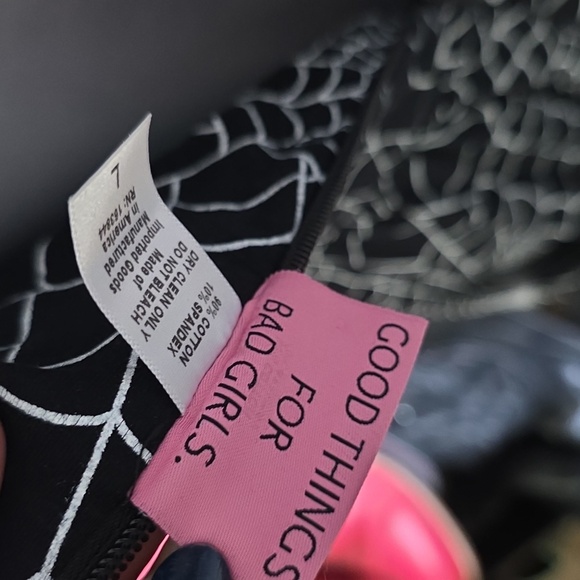 GOOD THINGS
FOR
BAD GIRLS.
90% COTTON
10% SPANDEX
DRY CLEAN ONLY
DO NOT BLEACH
Made of
Imported Goods
Manufactured
In America
RN:
L